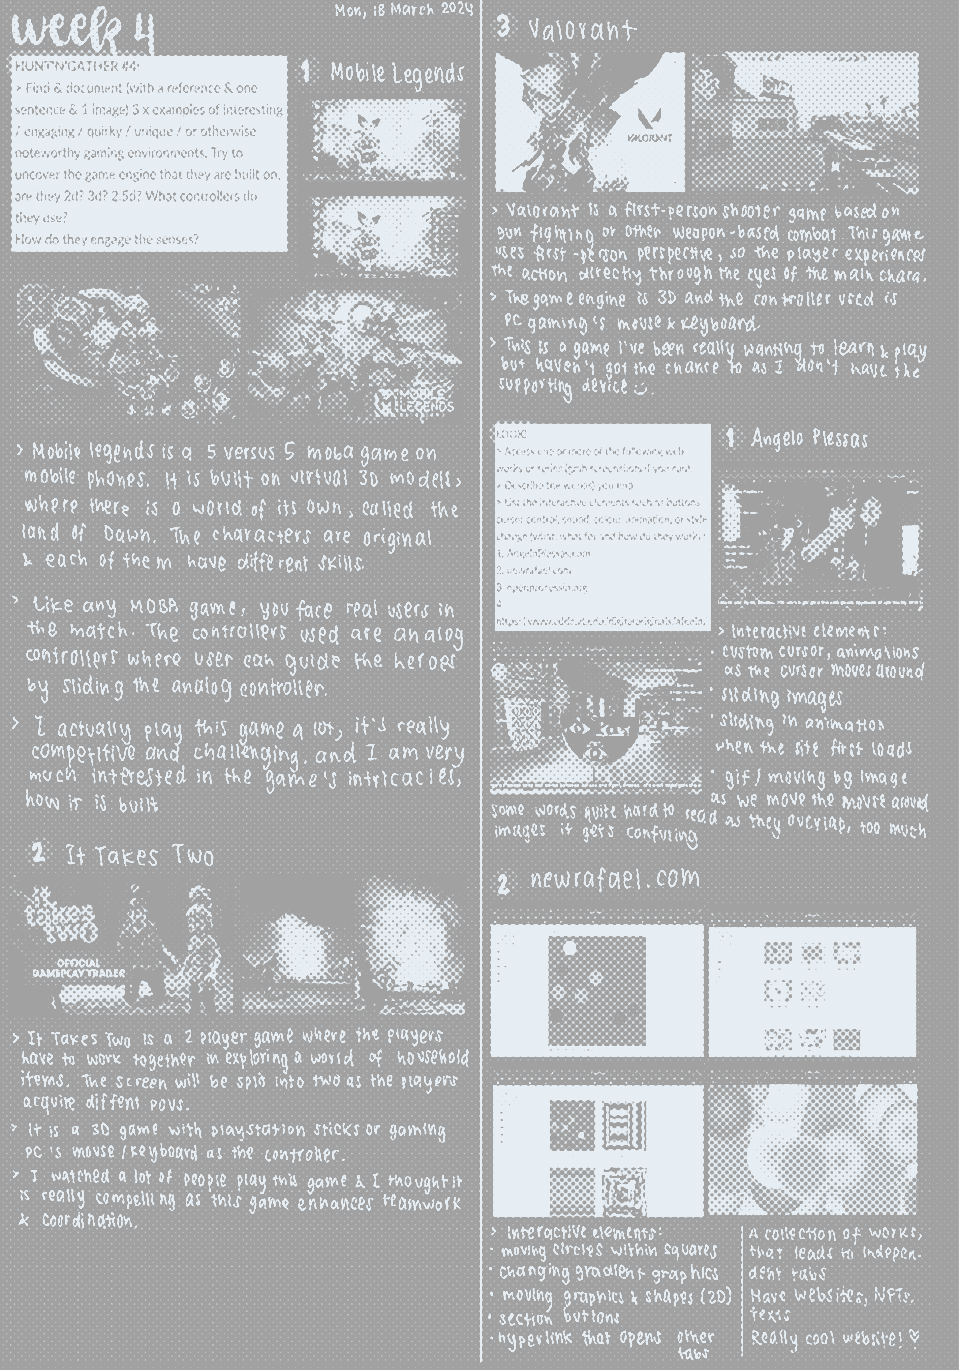 Mon, 18 March 2024
week 4
HUNT'N'GATHER #4:
> Find & document (with a reference & one
sentence & 1 image) 3 x examples of interesting
/ engaging / quirky / unique / or otherwise
noteworthy gaming environments. Try to
uncover the game engine that they are built on,
are they 2d? 3d? 2.5d? What controllers do
they use?
How do they engage the senses?
1 Mobile Legends
MOBILE
LEGENDS
> Mobile legends is a 5 versus 5 moba game on
mobile phones. It is built on virtual 3D models,
where there is a world of its own, called the
land of Dawn. The characters are original
& each of them have different skills.
> Like any MOBA game, you face real users in
the match. The controllers used are analog
controllers where user can guide the heroes
by sliding the analog controller.
> I actually play this game a lot, it's really
competitive and challenging, and I am very
much interested in the game's intricacies,
how it is built
2 It Takes Two
It
Takes
Two
OFFICIAL
GAMEPLAY TRAILER
> It Takes Two is a 2 player game where the players
have to work together in exploring a world of household
items. The screen will be split into two as the players
acquire diffent povs.
> It is a 3D game with playstation sticks or gaming
PC's mouse / keyboard as the controller.
> I watched a lot of people play this game & I thought it
is really compelling as this game enhances teamwork
& coordination.
3 Valorant
VALORANT
> Valorant is a first-person shooter game based on
gun fighting or other weapon-based combat. This game
uses first-person perspective, so the player experiences
the action directly through the eyes of the main chara.
> The game engine is 3D and the controller used is
PC gaming's mouse & keyboard.
> This is a game I've been really wanting to learn & play
but haven't got the chance to as I don't have the
supporting device :).
LOOK:
> Access one or more of the following web
works or series (grab screenshots if you can)
> Describe the work(s) you find
> List the interactive elements such as buttons,
cursor control, sound, colour, animation, or style
change (what, what for and how do they work?)
1. Angeloplessas.com
2. newrafael.com
1 Angelo Plessas
> Interactive elements:
· custom cursor, animations
as the cursor moves around
· sliding images
· sliding in animation
when the site first loads
· gif / moving bg image
as we move the mouse around
some words quite hard to read as they overlap, too much
images it gets confusing
2 newrafael.com
> Interactive elements:
· moving circles within squares
· changing gradient graphics
· moving graphics & shapes (2D)
· section buttons
· hyperlink that opens other
tabs
A collection of works,
that leads to indepen-
dent tabs
Have websites, NFTs,
texts
Really cool website! ♡